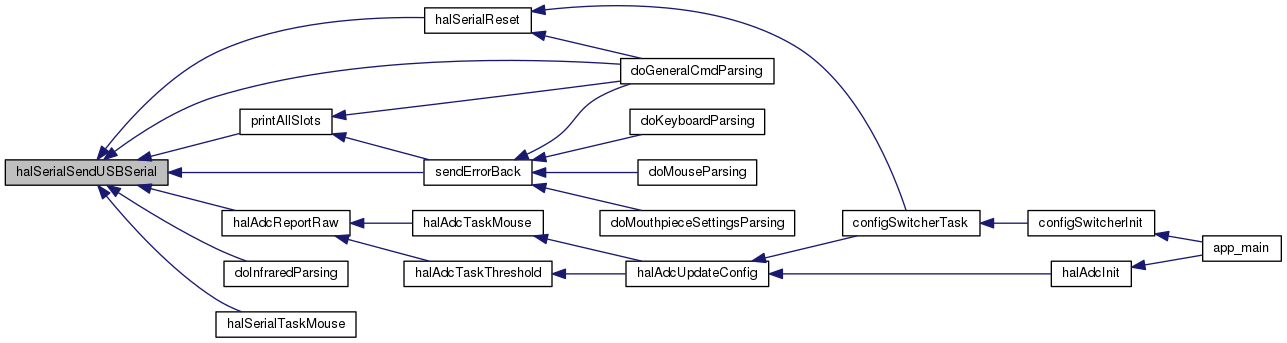 halSerialReset
doGeneralCmdParsing
printAllSlots
doKeyboardParsing
halSerialSendUSBSerial
sendErrorBack
doMouseParsing
halAdcReportRaw
halAdcTaskMouse
doMouthpieceSettingsParsing
configSwitcherTask
configSwitcherInit
app_main
doInfraredParsing
halAdcTaskThreshold
halAdcUpdateConfig
halAdcInit
halSerialTaskMouse